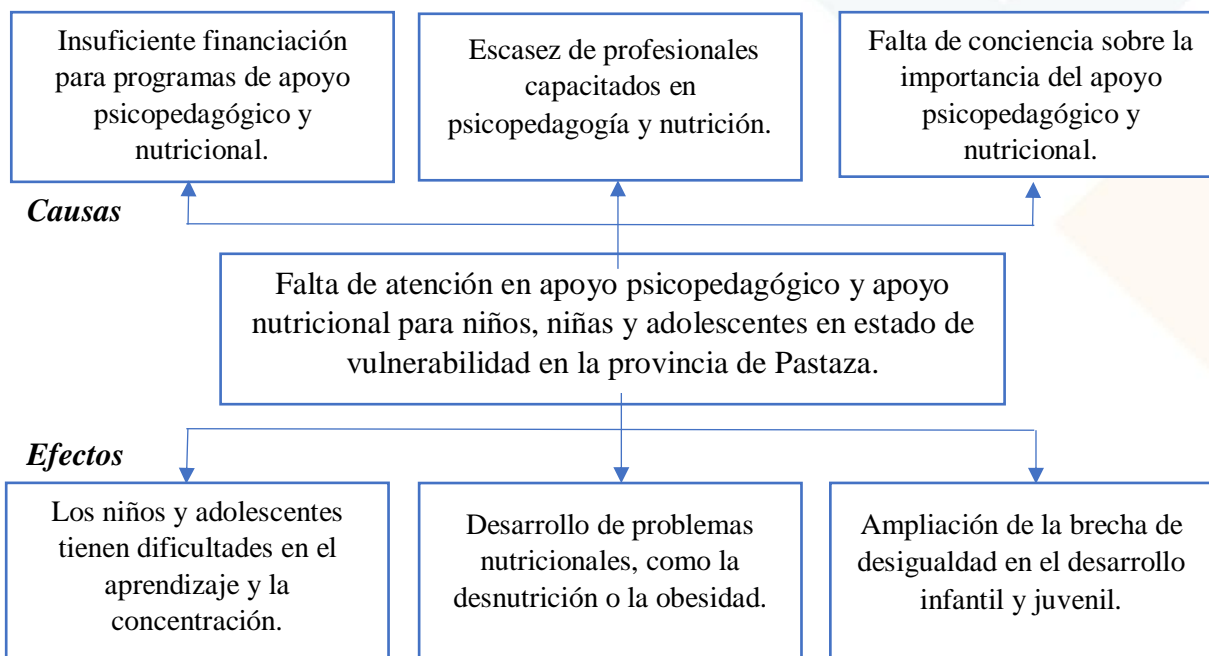 Insuficiente financiación
para programas de apoyo
psicopedagógico y
nutricional.
Escasez de profesionales
capacitados en
psicopedagogía y nutrición.
Falta de conciencia sobre la
importancia del apoyo
psicopedagógico y
nutricional.
Causas
Falta de atención en apoyo psicopedagógico y apoyo
nutricional para niños, niñas y adolescentes en estado de
vulnerabilidad en la provincia de Pastaza.
Efectos
Los niños y adolescentes
tienen dificultades en el
aprendizaje y la
concentración.
Desarrollo de problemas
nutricionales, como la
desnutrición o la obesidad.
Ampliación de la brecha de
desigualdad en el desarrollo
infantil y juvenil.